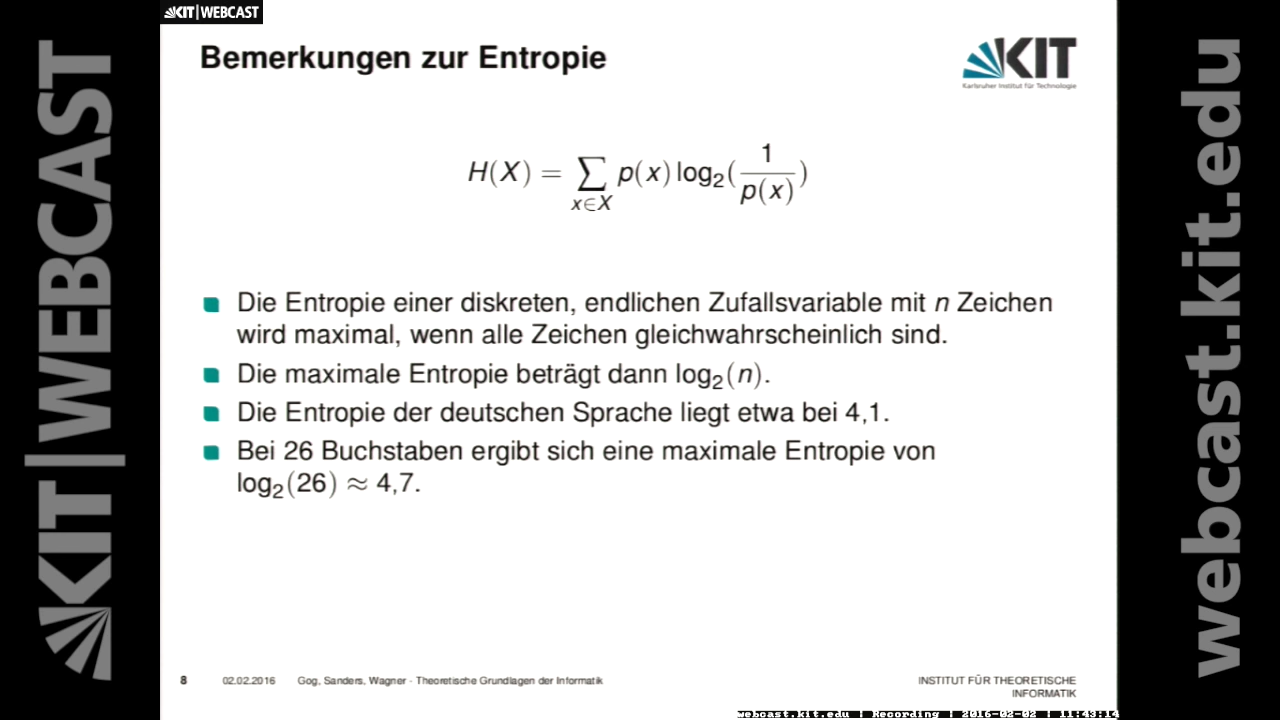 KIT|WEBCAST
Bemerkungen zur Entropie
KIT
Karlsruher Institut für Technologie
H(X) = ∑_{x∈X} p(x) log₂(1/p(x))
Die Entropie einer diskreten, endlichen Zufallsvariable mit n Zeichen
wird maximal, wenn alle Zeichen gleichwahrscheinlich sind.
Die maximale Entropie beträgt dann log₂(n).
Die Entropie der deutschen Sprache liegt etwa bei 4,1.
Bei 26 Buchstaben ergibt sich eine maximale Entropie von
log₂(26) ≈ 4,7.
8 02.02.2016 Gog, Sanders, Wagner - Theoretische Grundlagen der Informatik
INSTITUT FÜR THEORETISCHE
INFORMATIK
webcast.kit.edu | Recording | 2016-02-02 | 11:43:14
KIT|WEBCAST
webcast.kit.edu